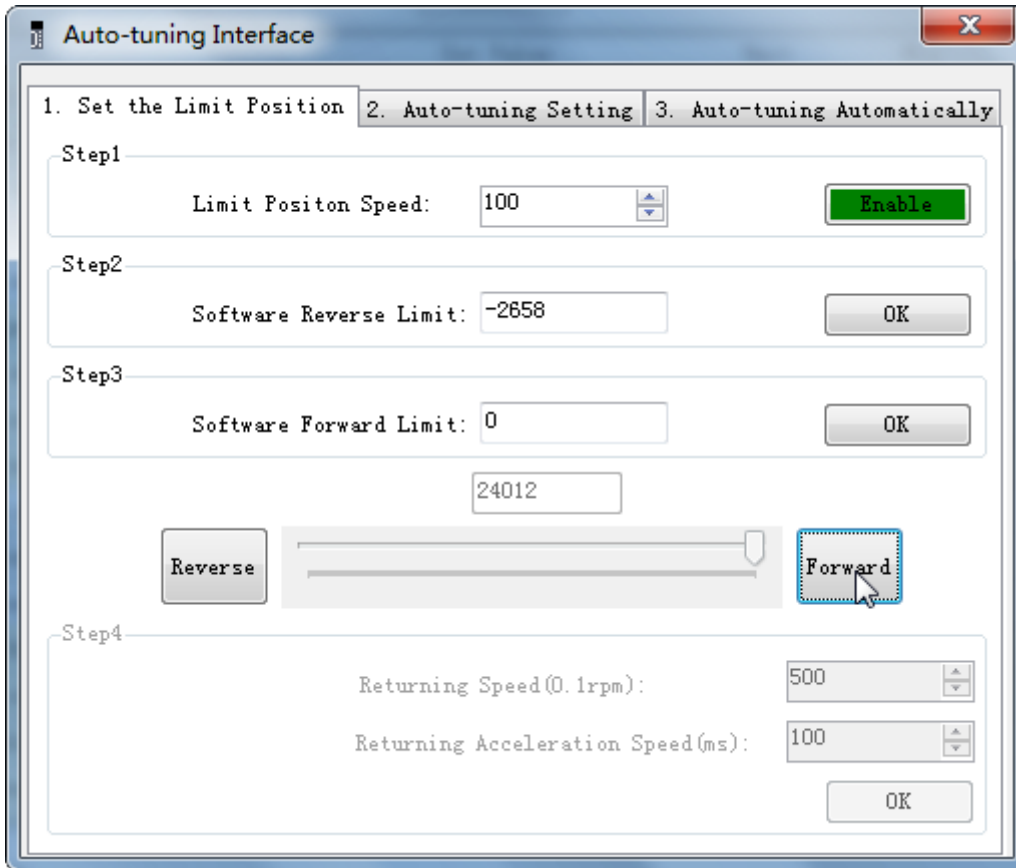 Auto-tuning Interface
1. Set the Limit Position 2. Auto-tuning Setting 3. Auto-tuning Automatically
Step1
Limit Positon Speed: 100 Enable
Step2
Software Reverse Limit: -2658 OK
Step3
Software Forward Limit: 0 OK
24012
Reverse Forward
Step4
Returning Speed(0.1rpm): 500
Returning Acceleration Speed(ms): 100
OK